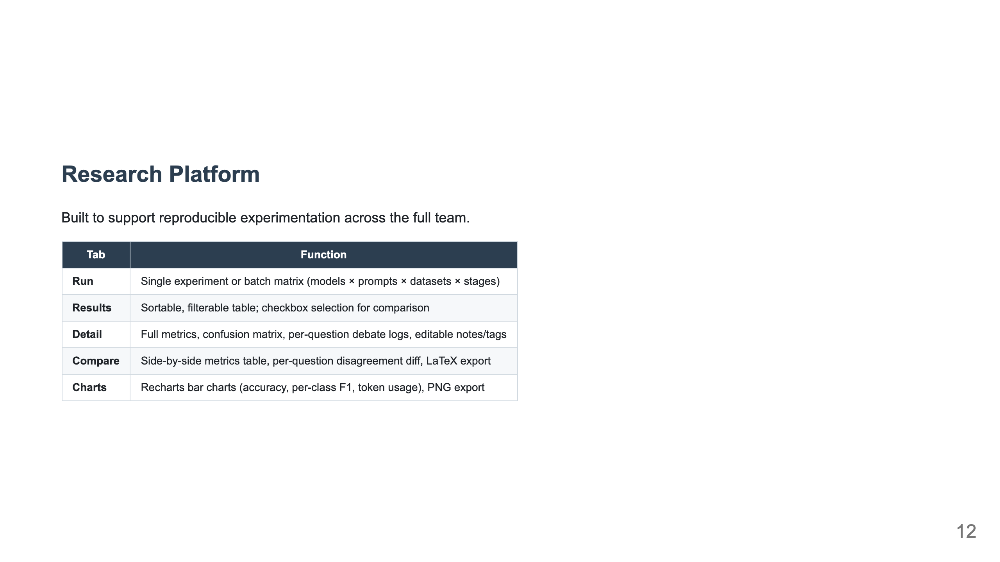 Research Platform
Built to support reproducible experimentation across the full team.
Tab Function
Run Single experiment or batch matrix (models × prompts × datasets × stages)
Results Sortable, filterable table; checkbox selection for comparison
Detail Full metrics, confusion matrix, per-question debate logs, editable notes/tags
Compare Side-by-side metrics table, per-question disagreement diff, LaTeX export
Charts Recharts bar charts (accuracy, per-class F1, token usage), PNG export
12